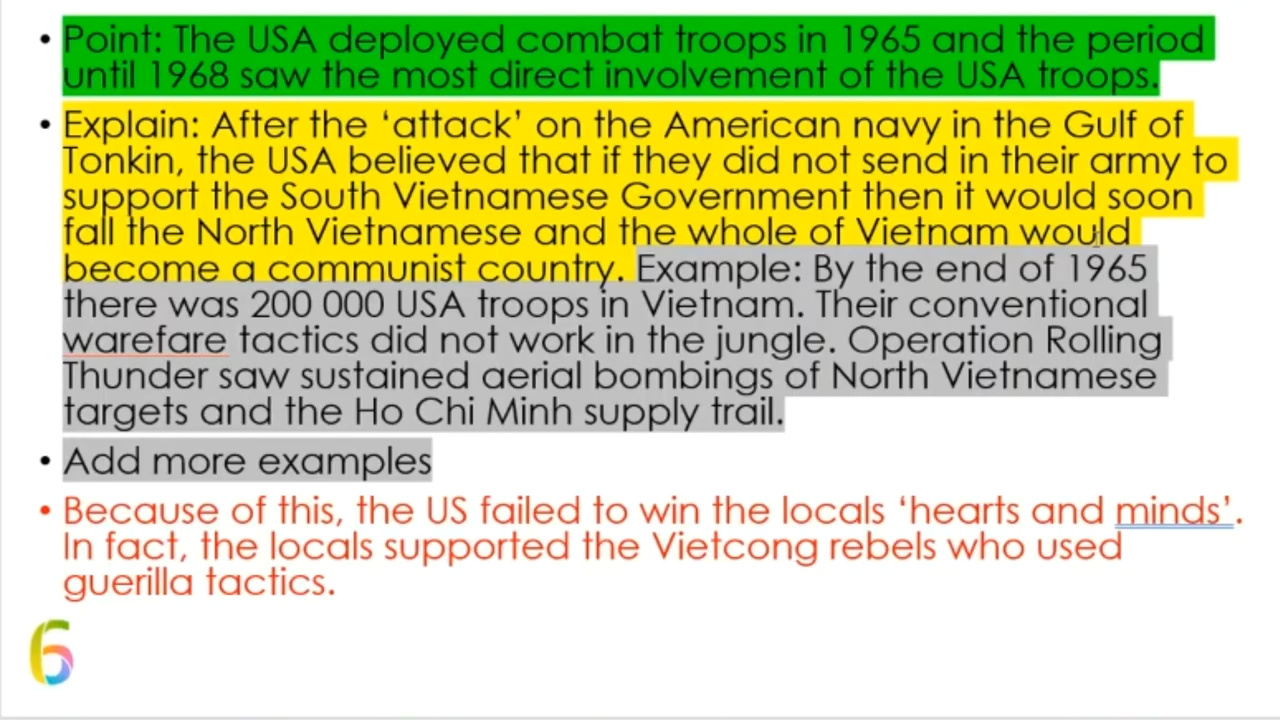 • Point: The USA deployed combat troops in 1965 and the period
until 1968 saw the most direct involvement of the USA troops.
• Explain: After the ‘attack’ on the American navy in the Gulf of
Tonkin, the USA believed that if they did not send in their army to
support the South Vietnamese Government then it would soon
fall the North Vietnamese and the whole of Vietnam would
become a communist country. Example: By the end of 1965
there was 200 000 USA troops in Vietnam. Their conventional
warefare tactics did not work in the jungle. Operation Rolling
Thunder saw sustained aerial bombings of North Vietnamese
targets and the Ho Chi Minh supply trail.
• Add more examples
• Because of this, the US failed to win the locals ‘hearts and minds’.
In fact, the locals supported the Vietcong rebels who used
guerilla tactics.
6